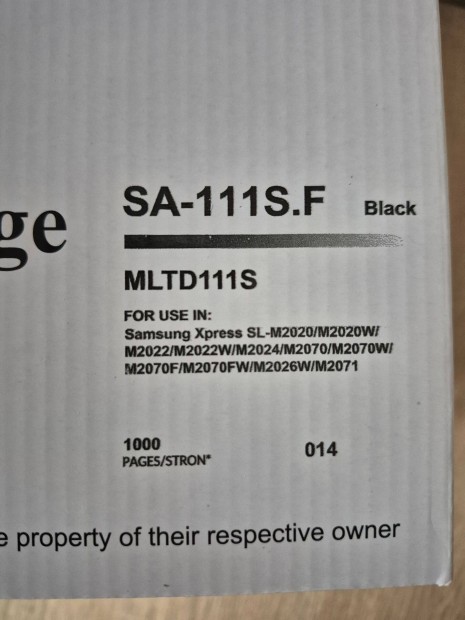 SA-111S.F Black
ge
MLTD111S
FOR USE IN:
Samsung Xpress SL-M2020/M2020W/
M2022/M2022W/M2024/M2070/M2070W/
M2070F/M2070FW/M2026W/M2071
1000 014
PAGES/STRON*
e property of their respective owner